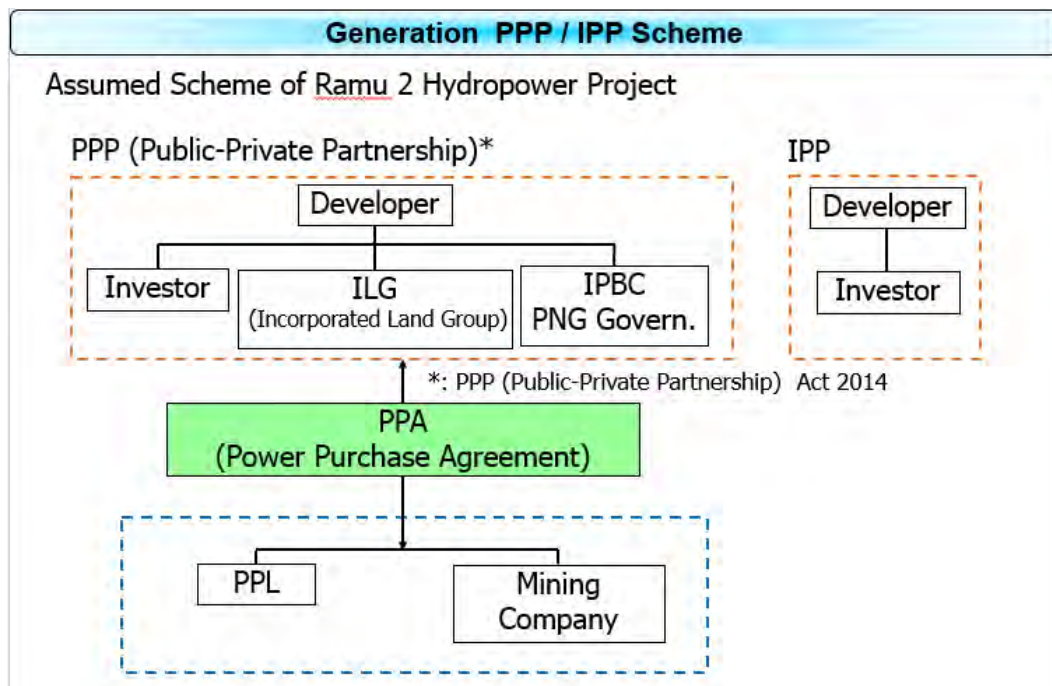 Generation PPP / IPP Scheme
Assumed Scheme of Ramu 2 Hydropower Project
PPP (Public-Private Partnership)*
IPP
Developer
Investor
ILG
(Incorporated Land Group)
IPBC
PNG Govern.
Developer
Investor
*: PPP (Public-Private Partnership) Act 2014
PPA
(Power Purchase Agreement)
PPL
Mining
Company